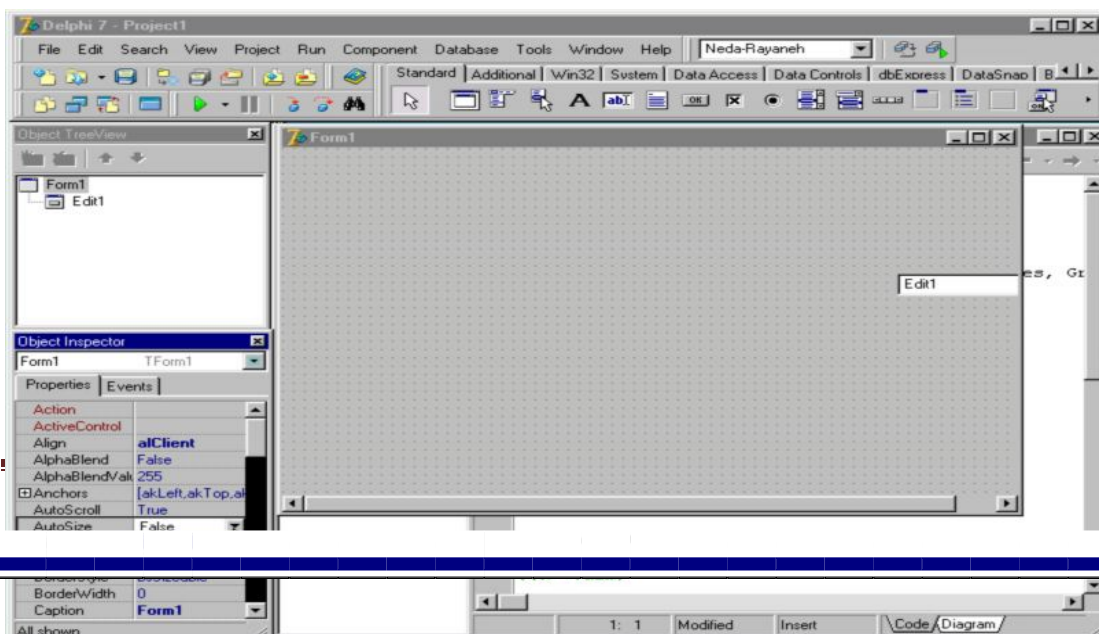 Delphi 7 - Project1
File Edit Search View Project Run Component Database Tools Window Help Neda-Rayaneh
Standard Additional Win32 System Data Access Data Controls dbExpress DataSnap B
Object TreeView
Form1
Edit1
Form1
Edit1
es, Gr
Object Inspector
Form1 TForm1
Properties Events
Action
ActiveControl
Align alClient
AlphaBlend False
AlphaBlendValu 255
Anchors [akLeft,akTop,ak
AutoScroll True
AutoSize False
BorderWidth 0
Caption Form1
All shown
1: 1 Modified Insert Code Diagram